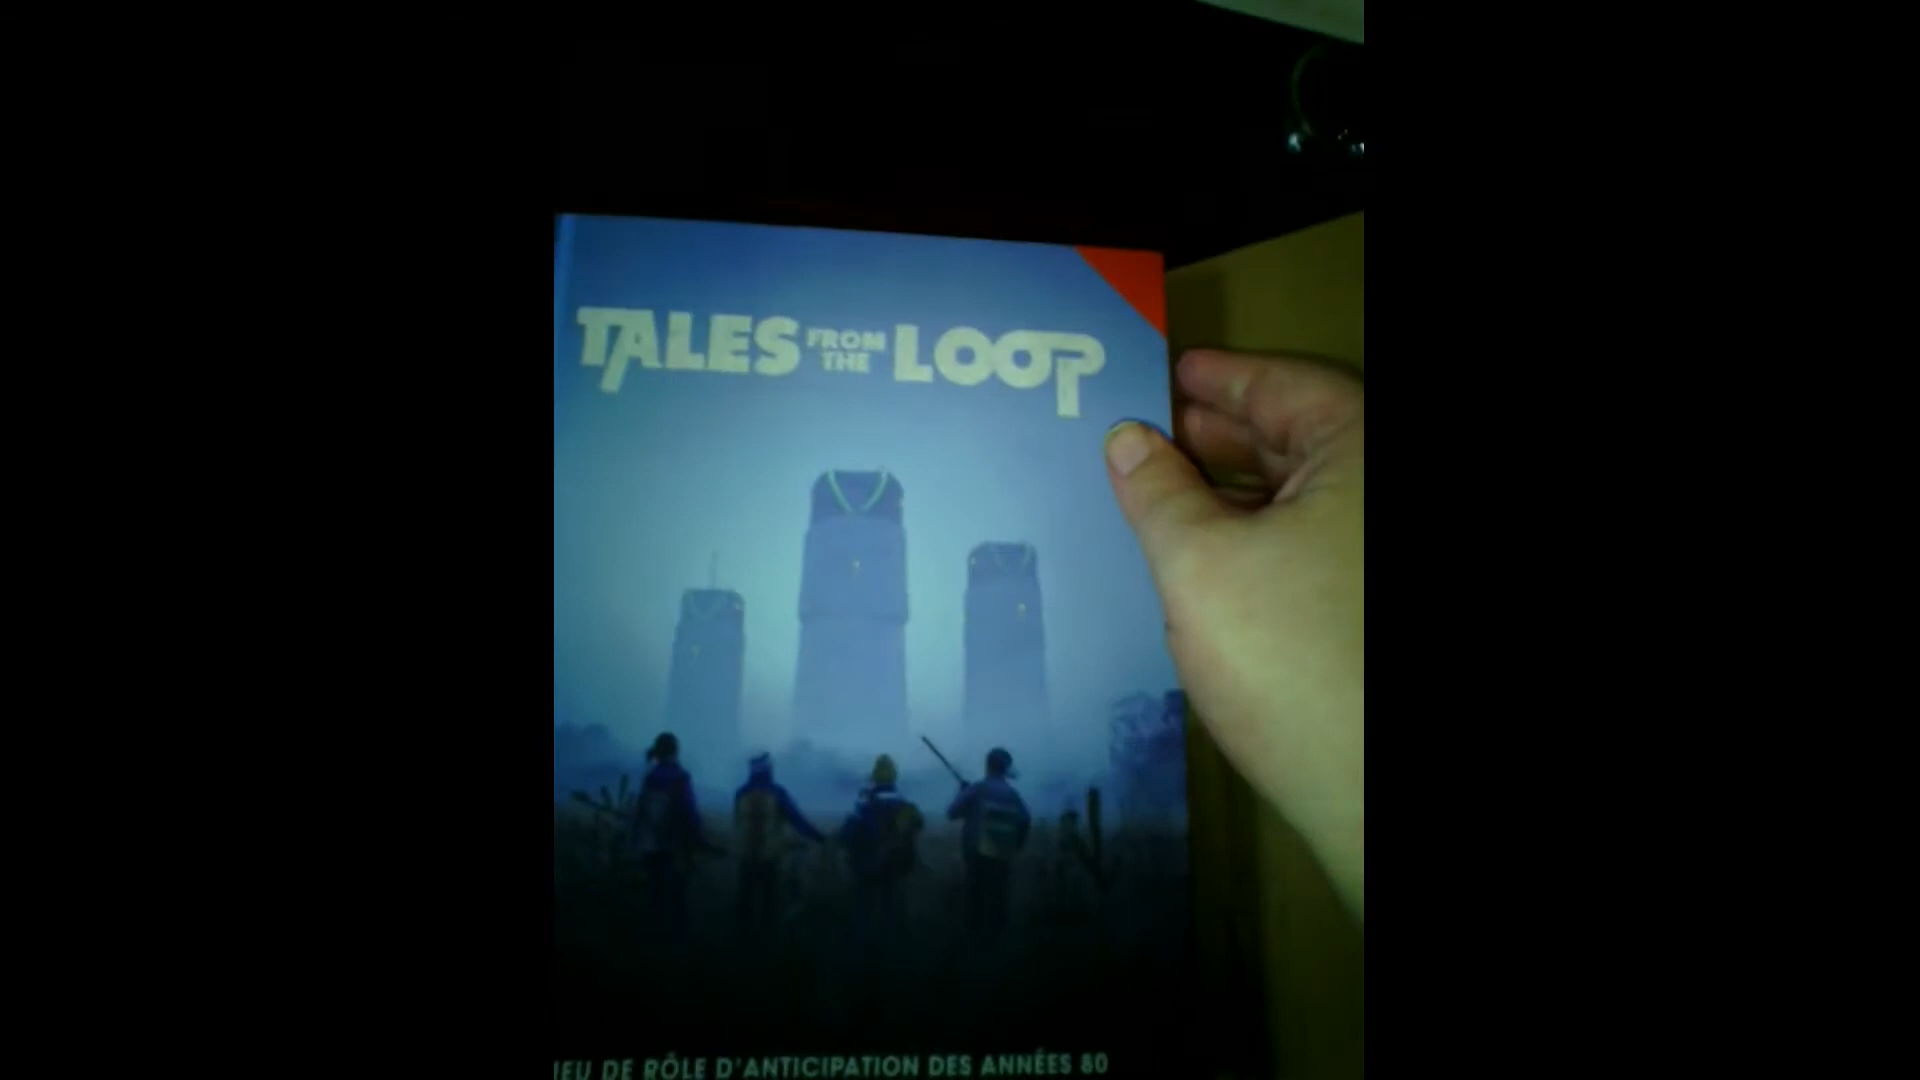 TALES FROM THE LOOP
JEU DE RÔLE D'ANTICIPATION DES ANNÉES 80